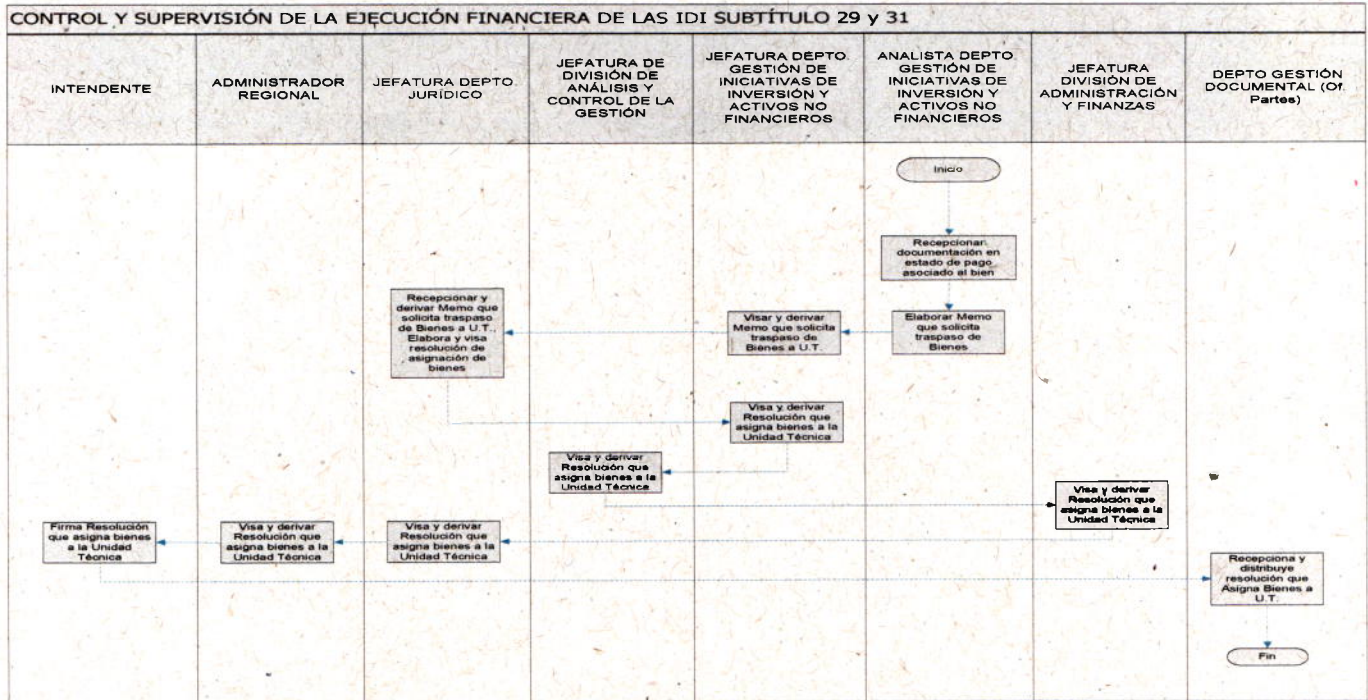 CONTROL Y SUPERVISIÓN DE LA EJECUCIÓN FINANCIERA DE LAS IDI SUBTÍTULO 29 y 31
INTENDENTE
ADMINISTRADOR
REGIONAL
JEFATURA DEPTO.
JURÍDICO
JEFATURA DE
DIVISIÓN DE
ANÁLISIS Y
CONTROL DE LA
GESTIÓN
JEFATURA DEPTO.
GESTIÓN DE
INICIATIVAS DE
INVERSIÓN Y
ACTIVOS NO
FINANCIEROS
ANALISTA DEPTO.
GESTIÓN DE
INICIATIVAS DE
INVERSIÓN Y
ACTIVOS NO
FINANCIEROS
JEFATURA
DIVISIÓN DE
ADMINISTRACIÓN
Y FINANZAS
DEPTO GESTIÓN
DOCUMENTAL (Of.
Partes)
Inicio
Recepcionar
documentación en
estado de pago
asociado al bien
Elaborar Memo
que solicita
traspaso de
Bienes
Visar y derivar
Memo que solicita
traspaso de
Bienes a U.T.
Recepcionar y
derivar Memo que
solicita traspaso
de Bienes a U.T.,
Elabora y visa
resolución de
asignación de
bienes
Visa y derivar
Resolución que
asigna bienes a la
Unidad Técnica
Visa y derivar
Resolución que
asigna bienes a la
Unidad Técnica
Visa y derivar
Resolución que
asigna bienes a la
Unidad Técnica
Visa y derivar
Resolución que
asigna bienes a la
Unidad Técnica
Visa y derivar
Resolución que
asigna bienes a la
Unidad Técnica
Firma Resolución
que asigna bienes
a la Unidad
Técnica
Recepciona y
distribuye
resolución que
Asigna Bienes a
U.T.
Fin